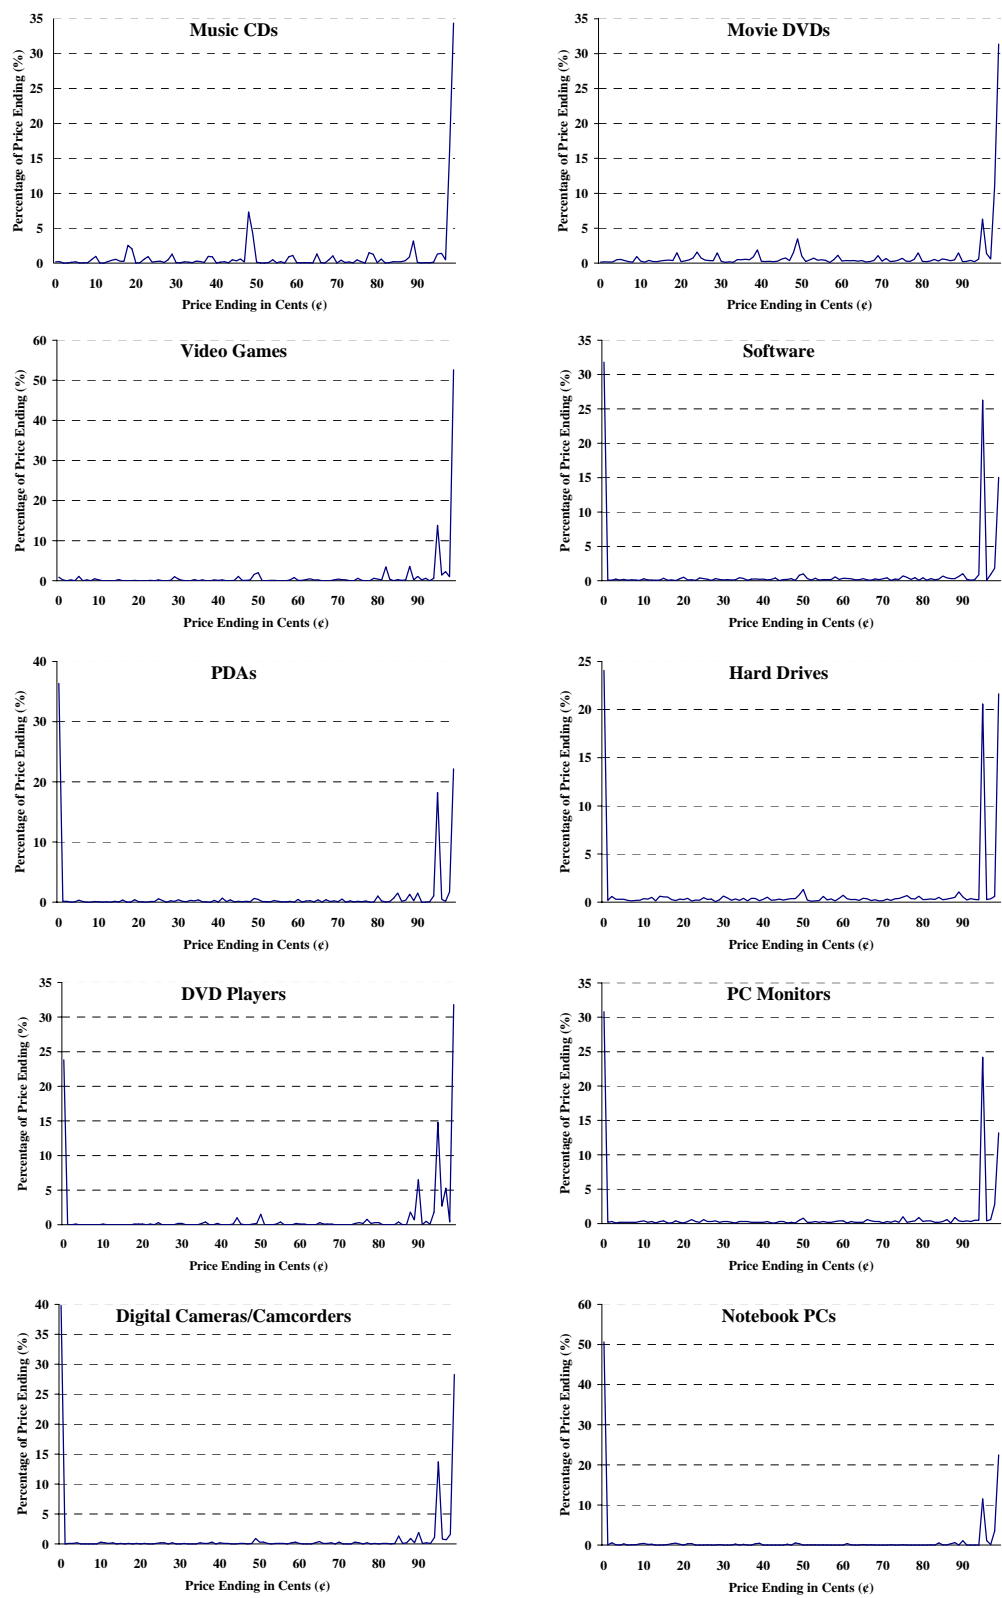 Music CDs
Percentage of Price Ending (%)
35
30
25
20
15
10
5
0
0 10 20 30 40 50 60 70 80 90
Price Ending in Cents (¢)
Movie DVDs
Percentage of Price Ending (%)
35
30
25
20
15
10
5
0
0 10 20 30 40 50 60 70 80 90
Price Ending in Cents (¢)
Video Games
Percentage of Price Ending (%)
60
50
40
30
20
10
0
0 10 20 30 40 50 60 70 80 90
Price Ending in Cents (¢)
Software
Percentage of Price Ending (%)
35
30
25
20
15
10
5
0
0 10 20 30 40 50 60 70 80 90
Price Ending in Cents (¢)
PDAs
Percentage of Price Ending (%)
40
30
20
10
0
0 10 20 30 40 50 60 70 80 90
Price Ending in Cents (¢)
Hard Drives
Percentage of Price Ending (%)
25
20
15
10
5
0
0 10 20 30 40 50 60 70 80 90
Price Ending in Cents (¢)
DVD Players
Percentage of Price Ending (%)
35
30
25
20
15
10
5
0
0 10 20 30 40 50 60 70 80 90
Price Ending in Cents (¢)
PC Monitors
Percentage of Price Ending (%)
35
30
25
20
15
10
5
0
0 10 20 30 40 50 60 70 80 90
Price Ending in Cents (¢)
Digital Cameras/Camcorders
Percentage of Price Ending (%)
40
35
30
25
20
15
10
5
0
0 10 20 30 40 50 60 70 80 90
Price Ending in Cents (¢)
Notebook PCs
Percentage of Price Ending (%)
60
50
40
30
20
10
0
0 10 20 30 40 50 60 70 80 90
Price Ending in Cents (¢)